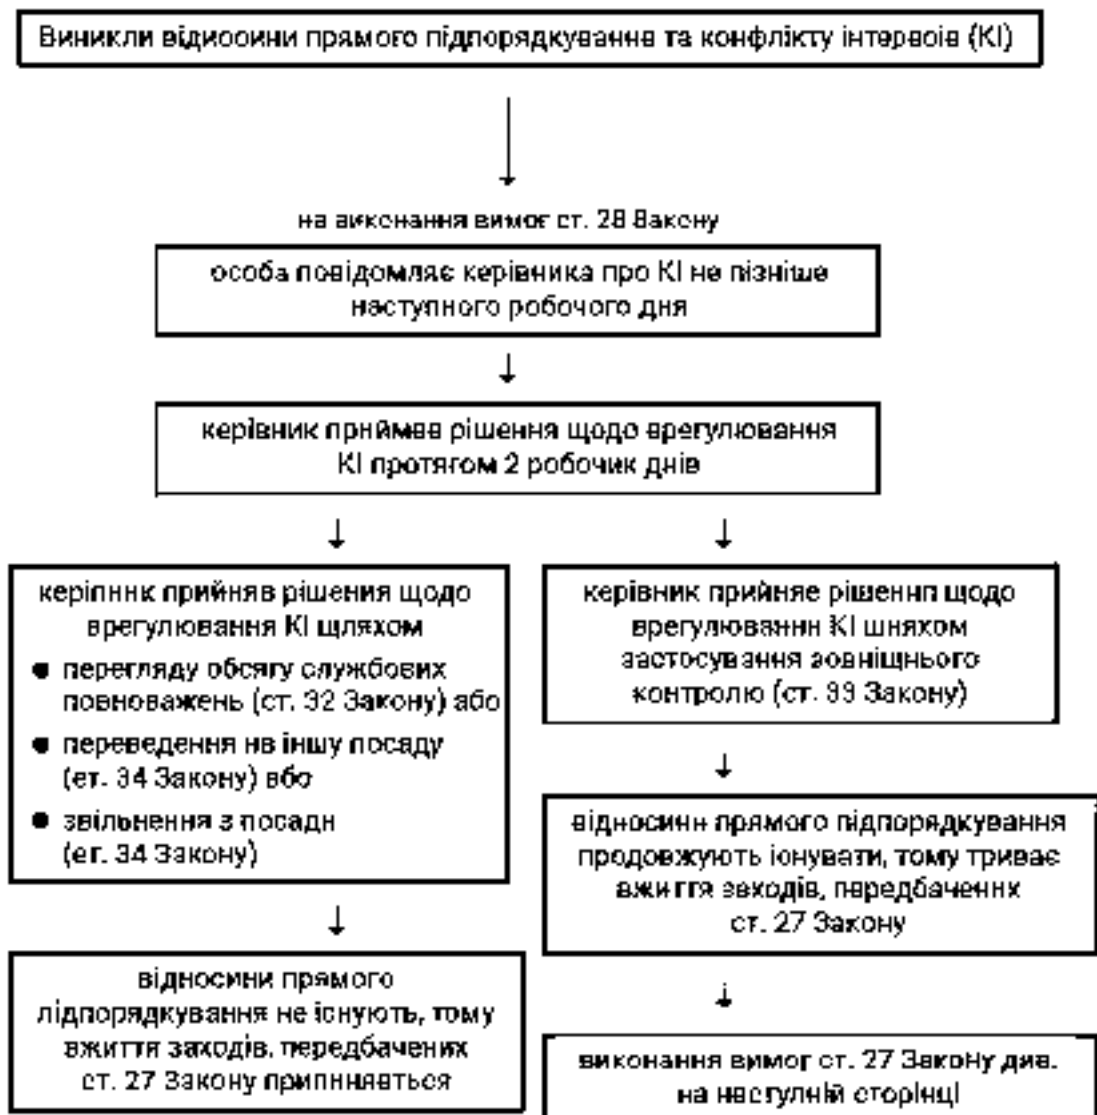 Виникли відносини прямого підпорядкування та конфлікту інтересів (КІ)
на виконання вимог ст. 28 Закону
особа повідомляє керівника про КІ не пізніше
наступного робочого дня
керівник приймає рішення щодо врегулювання
КІ протягом 2 робочих днів
керівник прийняв рішення щодо
врегулювання КІ шляхом
● перегляду обсягу службових
повноважень (ст. 32 Закону) або
● переведення на іншу посаду
(ст. 34 Закону) або
● звільнення з посади
(ст. 34 Закону)
відносини прямого
підпорядкування не існують, тому
вжиття заходів, передбачених
ст. 27 Закону припиняється
керівник прийняв рішення щодо
врегулювання КІ шляхом
застосування зовнішнього
контролю (ст. 33 Закону)
відносини прямого підпорядкування
продовжують існувати, тому триває
вжиття заходів, передбачених
ст. 27 Закону
виконання вимог ст. 27 Закону див.
на наступній сторінці